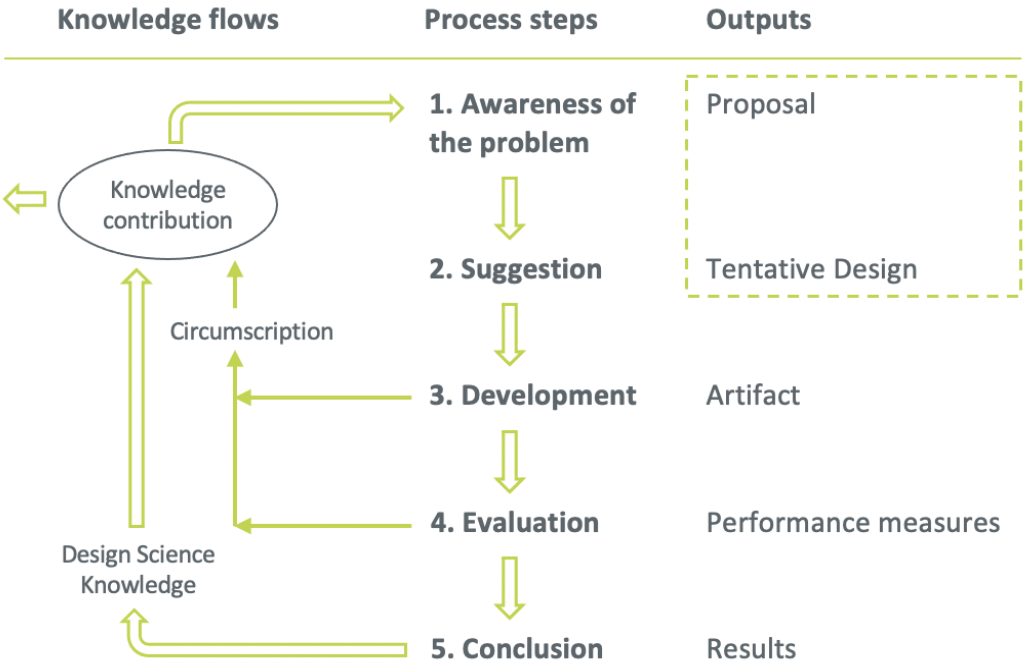 Knowledge flows
Process steps
Outputs
1. Awareness of
the problem
Proposal
Knowledge
contribution
2. Suggestion
Tentative Design
Circumscription
3. Development
Artifact
4. Evaluation
Performance measures
Design Science
Knowledge
5. Conclusion
Results